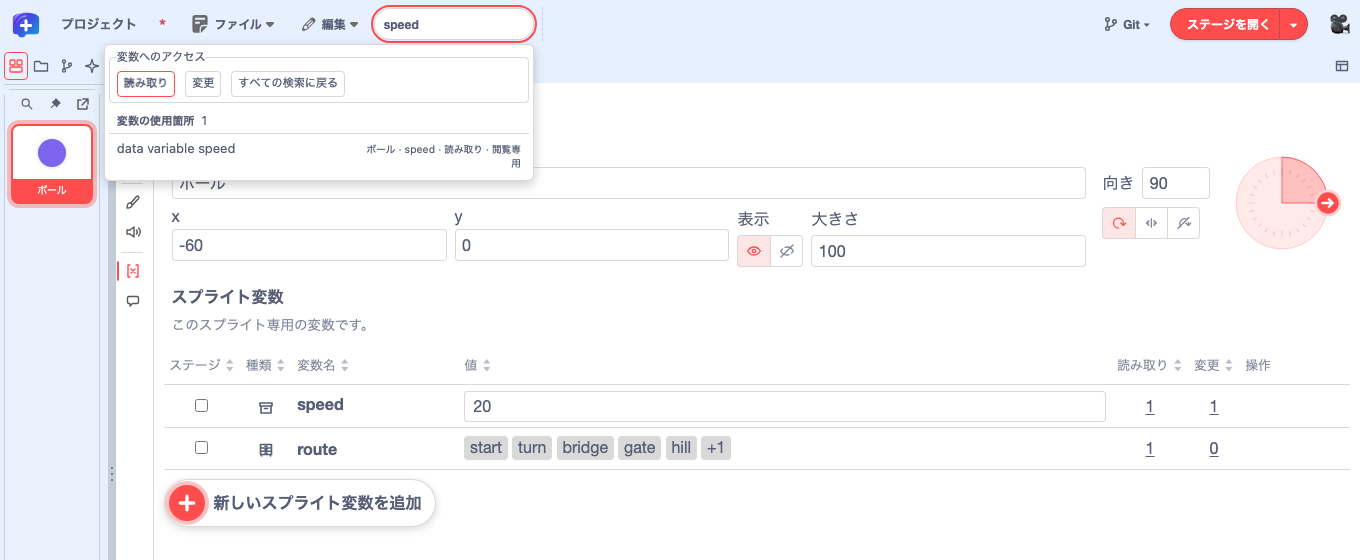 プロジェクト * ファイル 編集 speed Git ステージを開く
変数へのアクセス
読み取り 変更 すべての検索に戻る
変数の使用箇所 1
data variable speed ボール · speed · 読み取り · 閲覧専
用
ボール
ボール 向き 90
x y 表示 大きさ
-60 0 100
スプライト変数
このスプライト専用の変数です。
ステージ 種類 変数名 値 読み取り 変更 操作
speed 20 1 1
route start turn bridge gate hill +1 1 0
新しいスプライト変数を追加